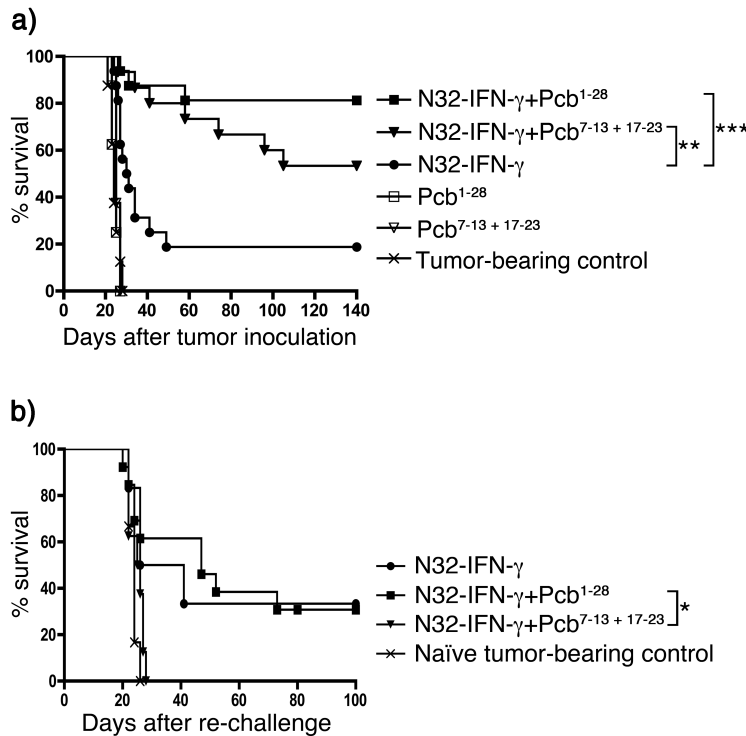 a)
100
80
60
40
20
0
% survival
0 20 40 60 80 100 120 140
Days after tumor inoculation
N32-IFN-γ+Pcb1-28
N32-IFN-γ+Pcb7-13 + 17-23
N32-IFN-γ
Pcb1-28
Pcb7-13 + 17-23
Tumor-bearing control
**
***
b)
100
80
60
40
20
0
% survival
0 20 40 60 80 100
Days after re-challenge
N32-IFN-γ
N32-IFN-γ+Pcb1-28
N32-IFN-γ+Pcb7-13 + 17-23
Naïve tumor-bearing control
*